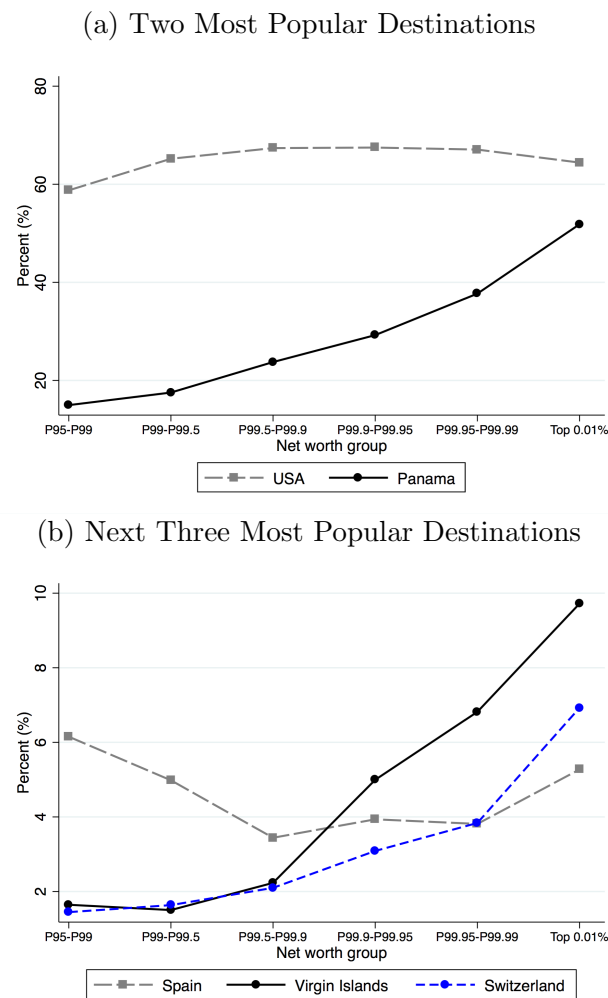 (a) Two Most Popular Destinations
80
60
40
20
Percent (%)
P95-P99 P99-P99.5 P99.5-P99.9 P99.9-P99.95 P99.95-P99.99 Top 0.01%
Net worth group
USA Panama
(b) Next Three Most Popular Destinations
10
8
6
4
2
Percent (%)
P95-P99 P99-P99.5 P99.5-P99.9 P99.9-P99.95 P99.95-P99.99 Top 0.01%
Net worth group
Spain Virgin Islands Switzerland